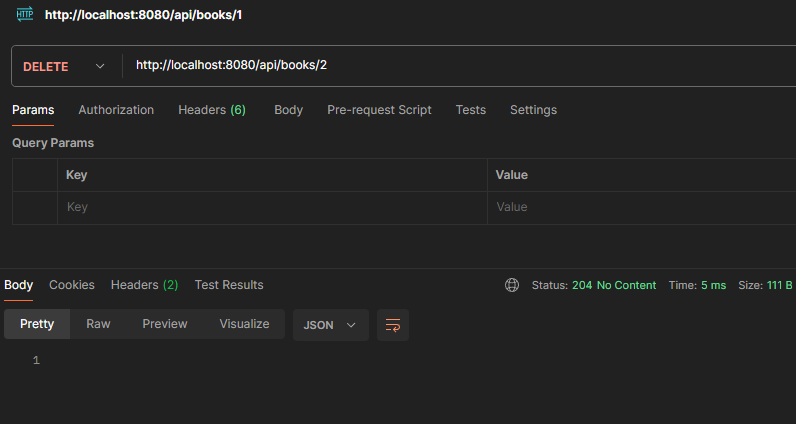 HTTP http://localhost:8080/api/books/1
DELETE http://localhost:8080/api/books/2
Params Authorization Headers (6) Body Pre-request Script Tests Settings
Query Params
Key Value
Key Value
Body Cookies Headers (2) Test Results Status: 204 No Content Time: 5 ms Size: 111 B
Pretty Raw Preview Visualize JSON
1